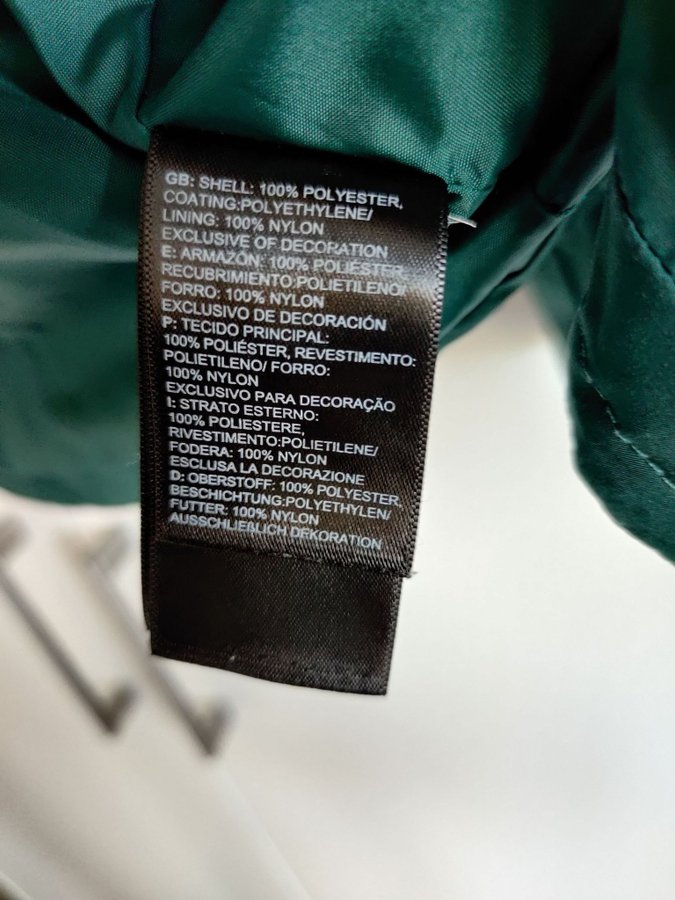 GB: SHELL: 100% POLYESTER,
COATING:POLYETHYLENE/
LINING: 100% NYLON
EXCLUSIVE OF DECORATION
E: ARMAZÓN: 100% POLIESTER,
RECUBRIMIENTO:POLIETILENO/
FORRO: 100% NYLON
EXCLUSIVO DE DECORACIÓN
P: TECIDO PRINCIPAL:
100% POLIÉSTER, REVESTIMENTO:
POLIETILENO/ FORRO:
100% NYLON
EXCLUSIVO PARA DECORAÇÃO
I: STRATO ESTERNO:
100% POLIESTERE,
RIVESTIMENTO:POLIETILENE/
FODERA: 100% NYLON
ESCLUSA LA DECORAZIONE
D: OBERSTOFF: 100% POLYESTER,
BESCHICHTUNG:POLYETHYLEN/
FUTTER: 100% NYLON
AUSSCHLIEßLICH DEKORATION